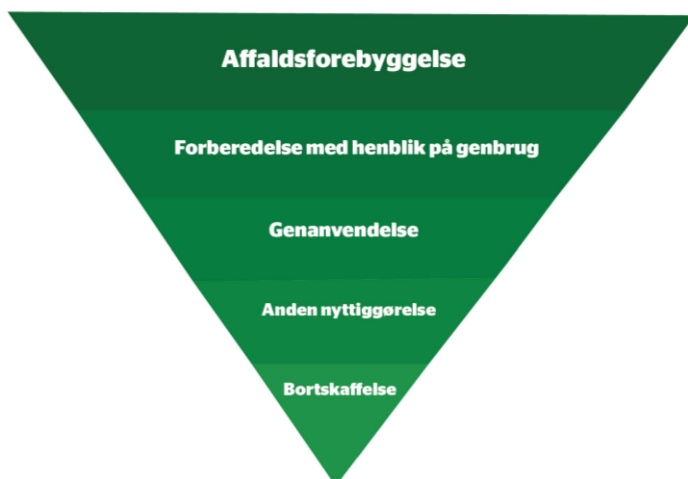 Affaldsforebyggelse
Forberedelse med henblik på genbrug
Genanvendelse
Anden nyttiggørelse
Bortskaffelse